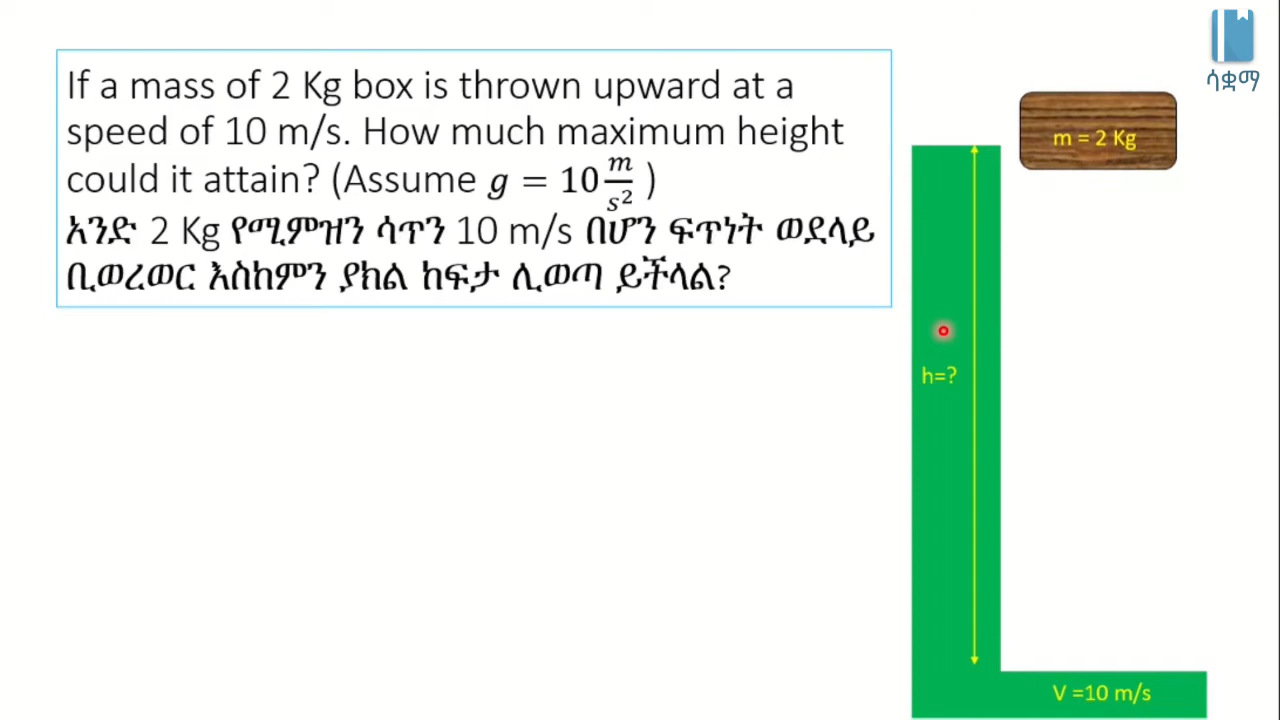 If a mass of 2 Kg box is thrown upward at a
speed of 10 m/s. How much maximum height
could it attain? (Assume g = 10 m/s² )
አንድ 2 Kg የሚምዝን ሳጥን 10 m/s በሆን ፍጥነት ወደላይ
ቢወረወር እስከምን ያክል ከፍታ ሊወጣ ይችላል?
ሳቋማ
m = 2 Kg
h=?
V =10 m/s